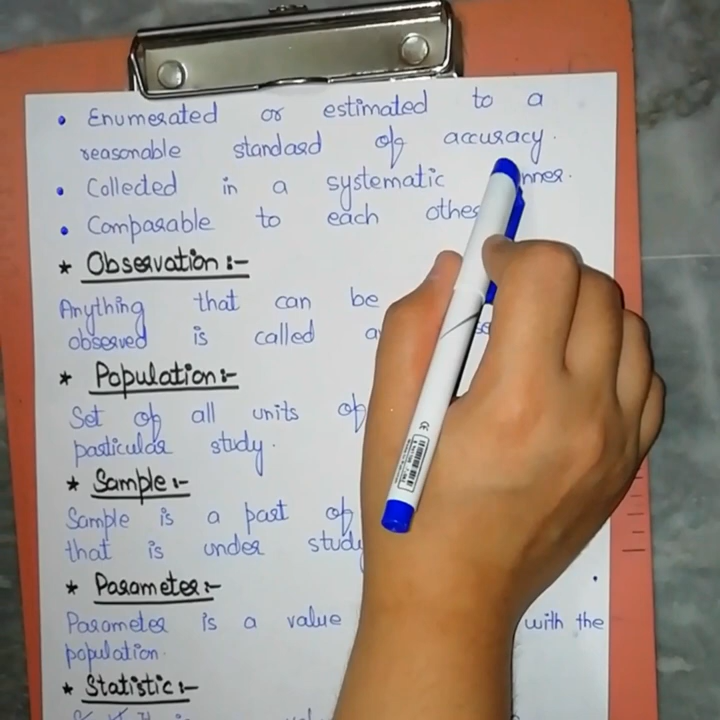 • Enumerated or estimated to a
reasonable standard of accuracy.
• Collected in a systematic
• Comparable to each
* Observation :-
Anything that can be
observed is called
* Population:-
Set of all units of
particular study.
* Sample :-
Sample is a part of
that is under study
* Parameter:-
Parameter is a value with the
population.
* Statistic :-